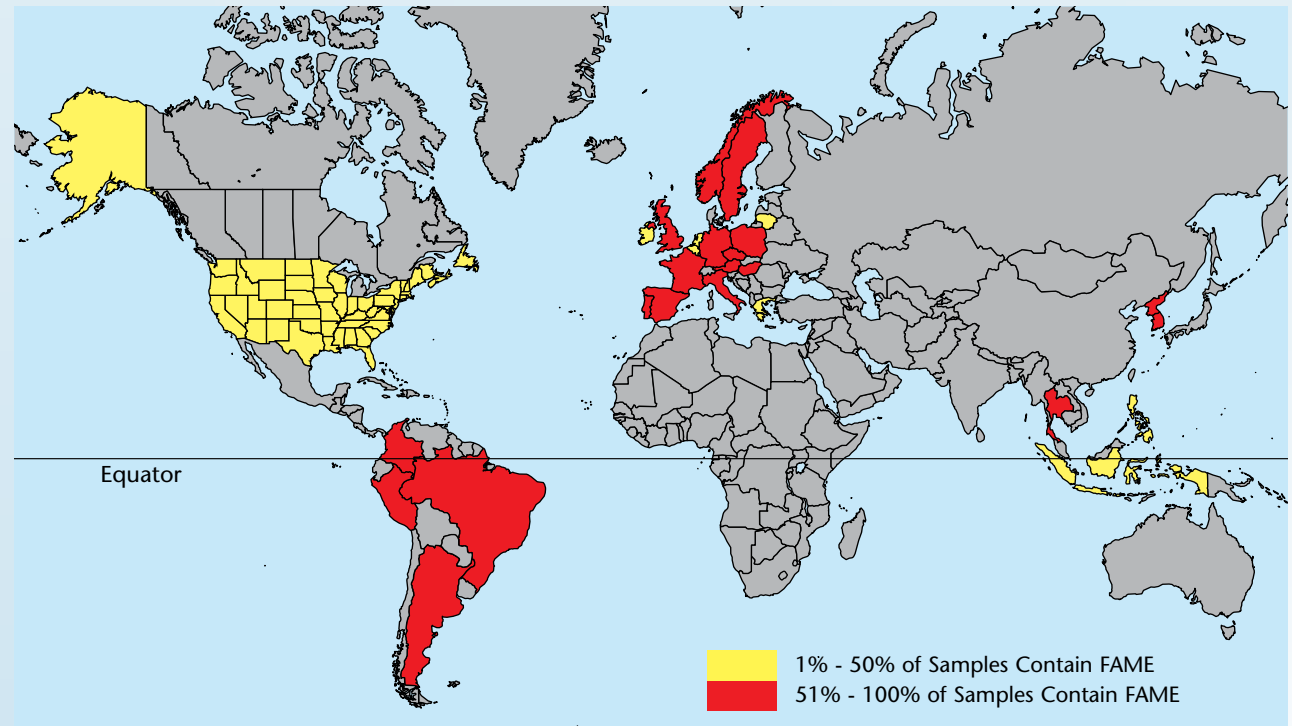 Equator
1% - 50% of Samples Contain FAME
51% - 100% of Samples Contain FAME